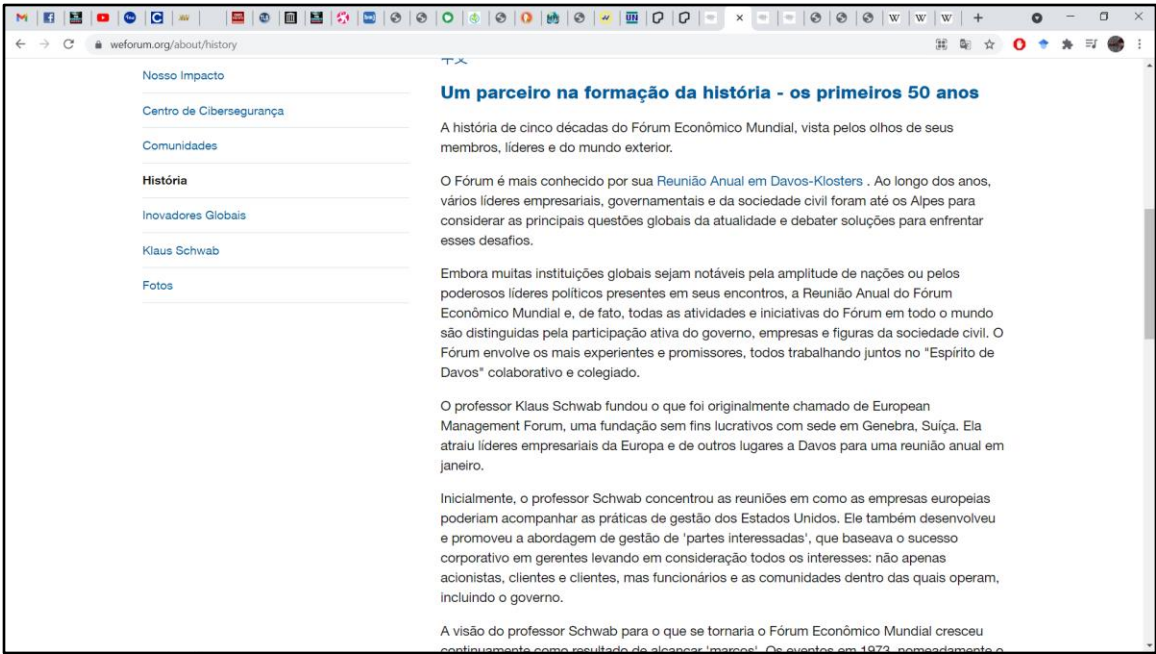 weforum.org/about/history
中文
Nosso Impacto
Centro de Cibersegurança
Comunidades
História
Inovadores Globais
Klaus Schwab
Fotos
Um parceiro na formação da história - os primeiros 50 anos
A história de cinco décadas do Fórum Econômico Mundial, vista pelos olhos de seus
membros, líderes e do mundo exterior.
O Fórum é mais conhecido por sua Reunião Anual em Davos-Klosters . Ao longo dos anos,
vários líderes empresariais, governamentais e da sociedade civil foram até os Alpes para
considerar as principais questões globais da atualidade e debater soluções para enfrentar
esses desafios.
Embora muitas instituições globais sejam notáveis pela amplitude de nações ou pelos
poderosos líderes políticos presentes em seus encontros, a Reunião Anual do Fórum
Econômico Mundial e, de fato, todas as atividades e iniciativas do Fórum em todo o mundo
são distinguidas pela participação ativa do governo, empresas e figuras da sociedade civil. O
Fórum envolve os mais experientes e promissores, todos trabalhando juntos no "Espírito de
Davos" colaborativo e colegiado.
O professor Klaus Schwab fundou o que foi originalmente chamado de European
Management Forum, uma fundação sem fins lucrativos com sede em Genebra, Suíça. Ela
atraiu líderes empresariais da Europa e de outros lugares a Davos para uma reunião anual em
janeiro.
Inicialmente, o professor Schwab concentrou as reuniões em como as empresas europeias
poderiam acompanhar as práticas de gestão dos Estados Unidos. Ele também desenvolveu
e promoveu a abordagem de gestão de 'partes interessadas', que baseava o sucesso
corporativo em gerentes levando em consideração todos os interesses: não apenas
acionistas, clientes e clientes, mas funcionários e as comunidades dentro das quais operam,
incluindo o governo.
A visão do professor Schwab para o que se tornaria o Fórum Econômico Mundial cresceu
continuamente como resultado de alcançar 'marcos'. Os eventos em 1973, nomeadamente o